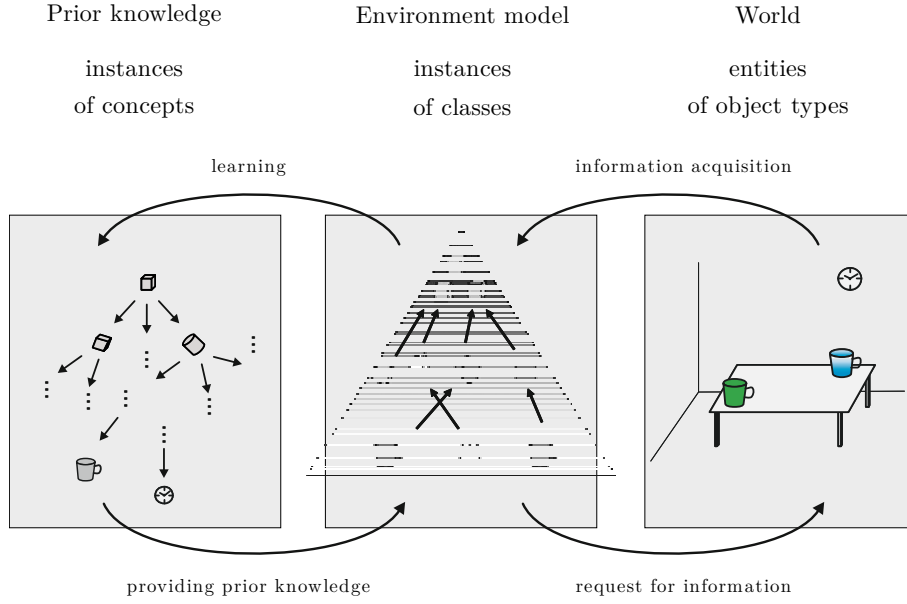 Prior knowledge
Environment model
World
instances
of concepts
instances
of classes
entities
of object types
learning
information acquisition
providing prior knowledge
request for information